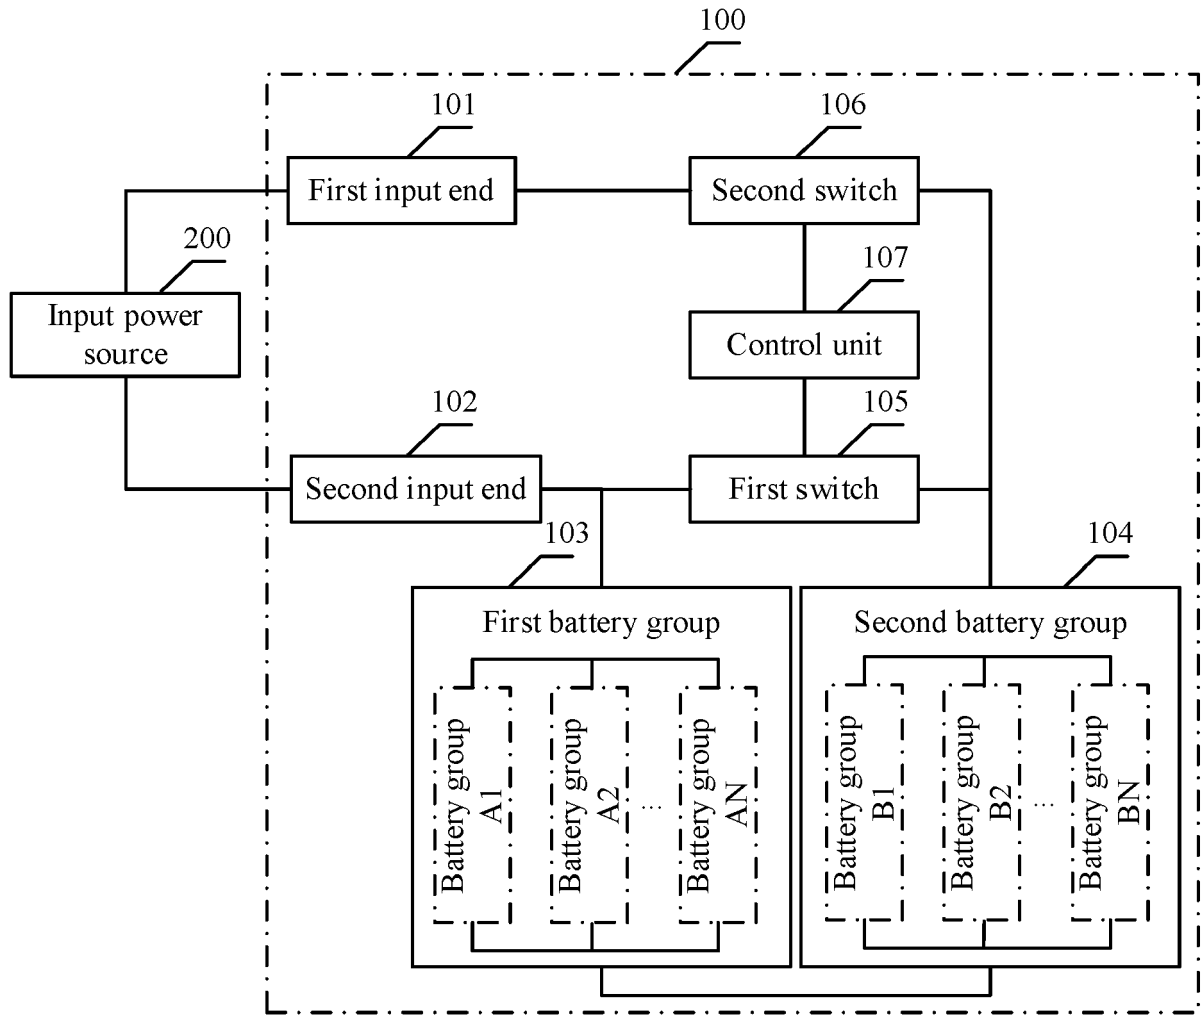 100
101
106
First input end
Second switch
200
107
Input power
source
Control unit
102
105
Second input end
First switch
103
104
First battery group
Second battery group
Battery group
A1
Battery group
A2
...
Battery group
AN
Battery group
B1
Battery group
B2
...
Battery group
BN